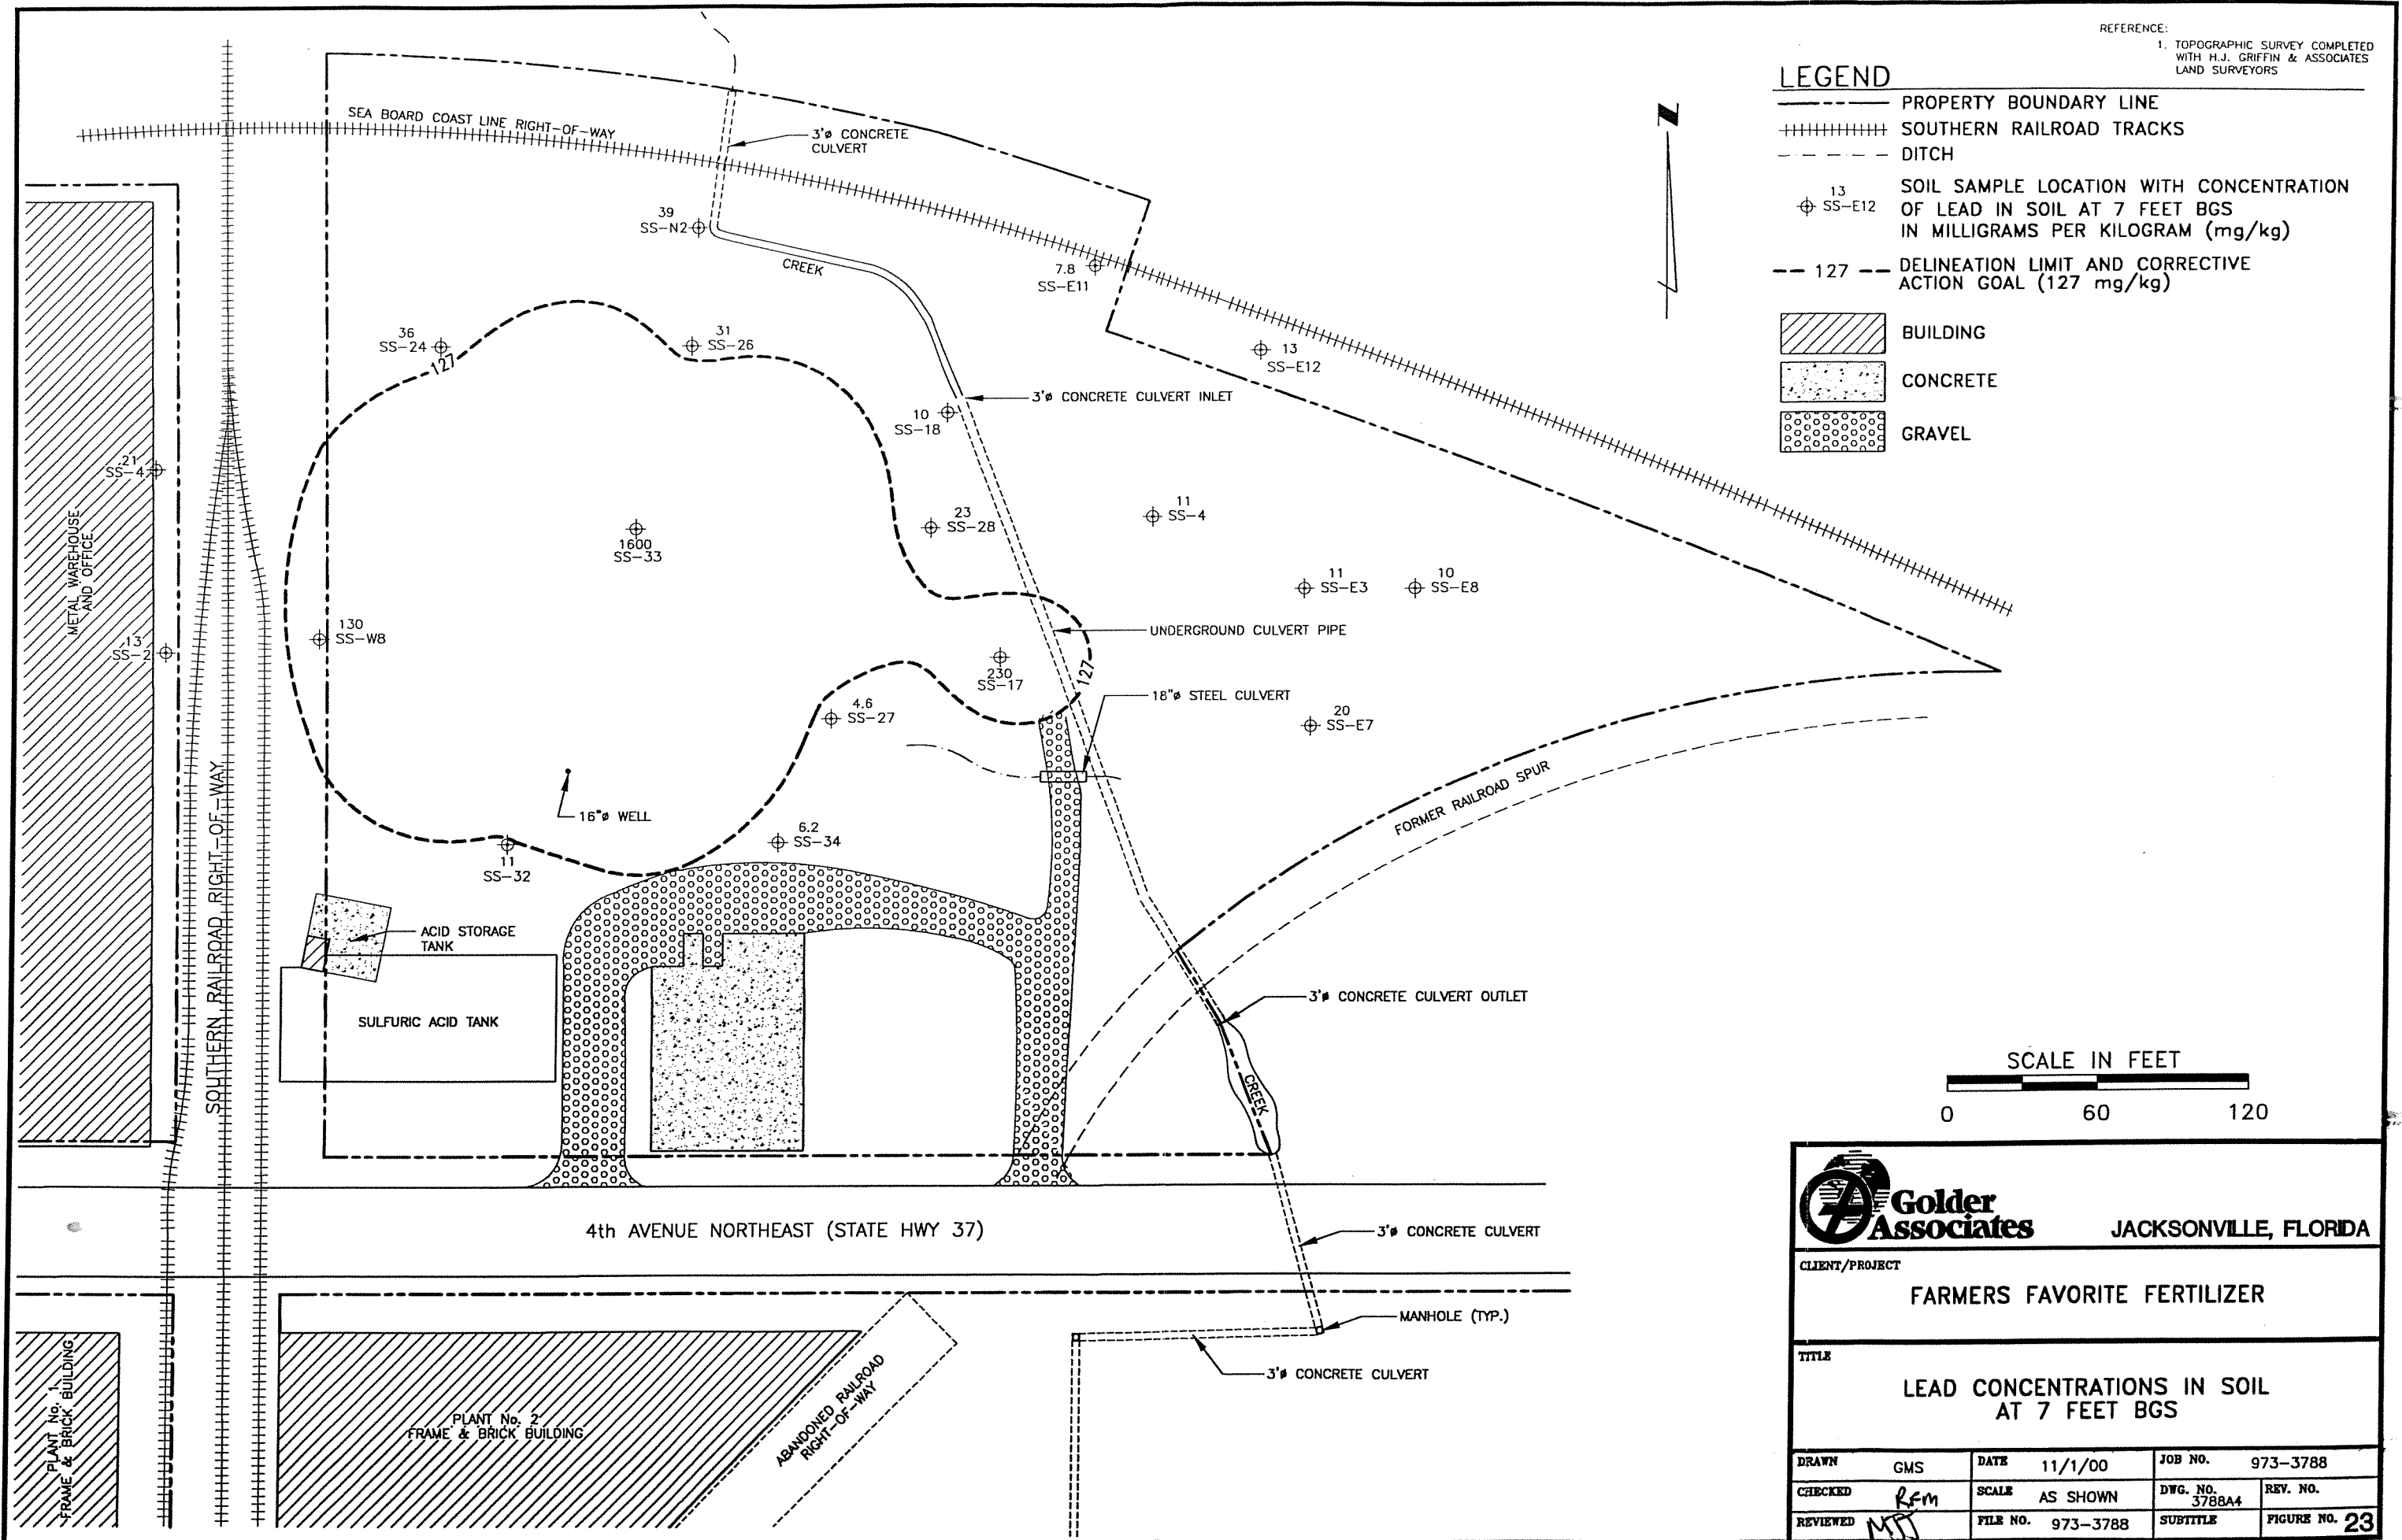 REFERENCE:
1. TOPOGRAPHIC SURVEY COMPLETED
WITH H.J. GRIFFIN & ASSOCIATES
LAND SURVEYORS
LEGEND
PROPERTY BOUNDARY LINE
SOUTHERN RAILROAD TRACKS
DITCH
13
SS-E12
SOIL SAMPLE LOCATION WITH CONCENTRATION
OF LEAD IN SOIL AT 7 FEET BGS
IN MILLIGRAMS PER KILOGRAM (mg/kg)
127
DELINEATION LIMIT AND CORRECTIVE
ACTION GOAL (127 mg/kg)
BUILDING
CONCRETE
GRAVEL
N
SEA BOARD COAST LINE RIGHT-OF-WAY
3'ø CONCRETE
CULVERT
39
SS-N2
CREEK
7.8
SS-E11
36
SS-24
127
31
SS-26
13
SS-E12
3'ø CONCRETE CULVERT INLET
10
SS-18
21
SS-4
METAL WAREHOUSE
AND OFFICE
1600
SS-33
23
SS-28
11
SS-4
11
SS-E3
10
SS-E8
130
SS-W8
13
SS-2
UNDERGROUND CULVERT PIPE
230
SS-17
127
18"ø STEEL CULVERT
4.6
SS-27
20
SS-E7
16"ø WELL
FORMER RAILROAD SPUR
6.2
SS-34
11
SS-32
SOUTHERN RAILROAD RIGHT-OF-WAY
ACID STORAGE
TANK
SULFURIC ACID TANK
3'ø CONCRETE CULVERT OUTLET
CREEK
SCALE IN FEET
0 60 120
4th AVENUE NORTHEAST (STATE HWY 37)
3'ø CONCRETE CULVERT
MANHOLE (TYP.)
3'ø CONCRETE CULVERT
PLANT No. 1
FRAME & BRICK BUILDING
PLANT No. 2
FRAME & BRICK BUILDING
ABANDONED RAILROAD
RIGHT-OF-WAY
Golder
Associates
JACKSONVILLE, FLORIDA
CLIENT/PROJECT
FARMERS FAVORITE FERTILIZER
TITLE
LEAD CONCENTRATIONS IN SOIL
AT 7 FEET BGS
DRAWN GMS DATE 11/1/00 JOB NO. 973-3788
CHECKED RFM SCALE AS SHOWN DWG. NO. 3788A4 REV. NO.
REVIEWED MJJ FILE NO. 973-3788 SUBTITLE FIGURE NO. 23